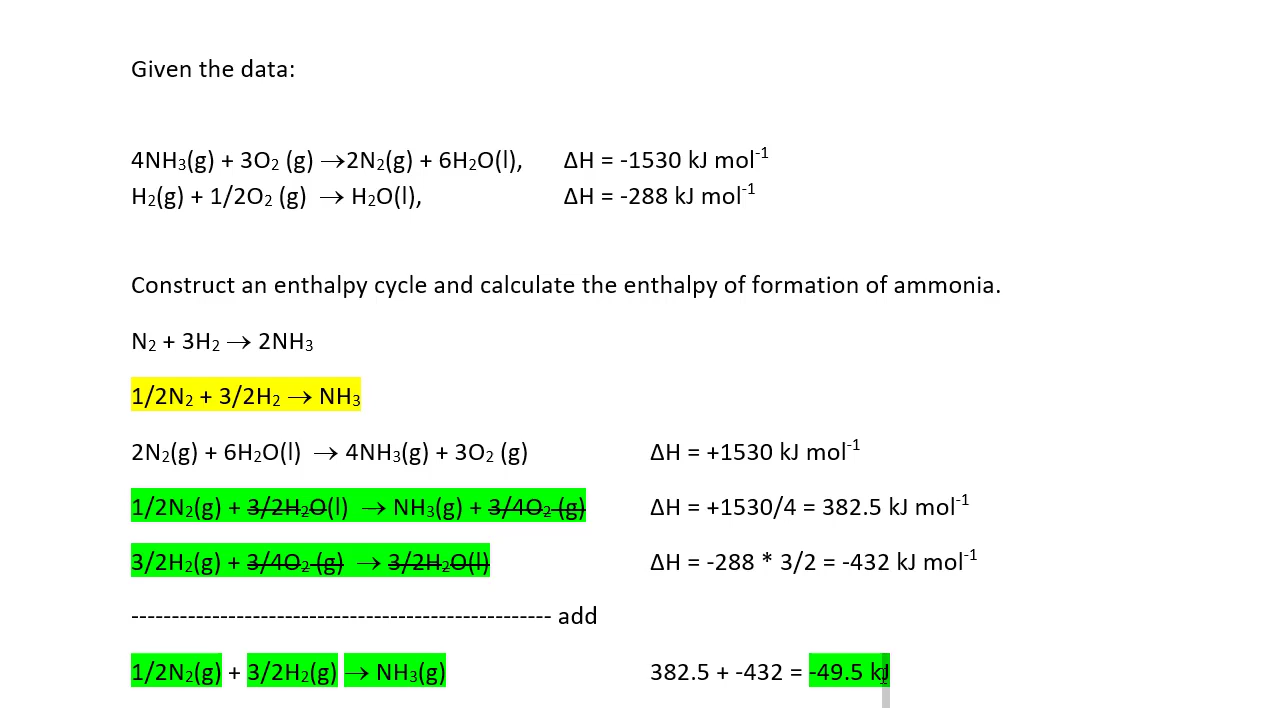 Given the data:
4NH₃(g) + 3O₂ (g) →2N₂(g) + 6H₂O(l), ΔH = -1530 kJ mol⁻¹
H₂(g) + 1/2O₂ (g) → H₂O(l), ΔH = -288 kJ mol⁻¹
Construct an enthalpy cycle and calculate the enthalpy of formation of ammonia.
N₂ + 3H₂ → 2NH₃
1/2N₂ + 3/2H₂ → NH₃
2N₂(g) + 6H₂O(l) → 4NH₃(g) + 3O₂ (g) ΔH = +1530 kJ mol⁻¹
1/2N₂(g) + 3/2H₂O(l) → NH₃(g) + 3/4O₂ (g) ΔH = +1530/4 = 382.5 kJ mol⁻¹
3/2H₂(g) + 3/4O₂ (g) → 3/2H₂O(l) ΔH = -288 * 3/2 = -432 kJ mol⁻¹
---------------------------------------------------- add
1/2N₂(g) + 3/2H₂(g) → NH₃(g) 382.5 + -432 = -49.5 kJ